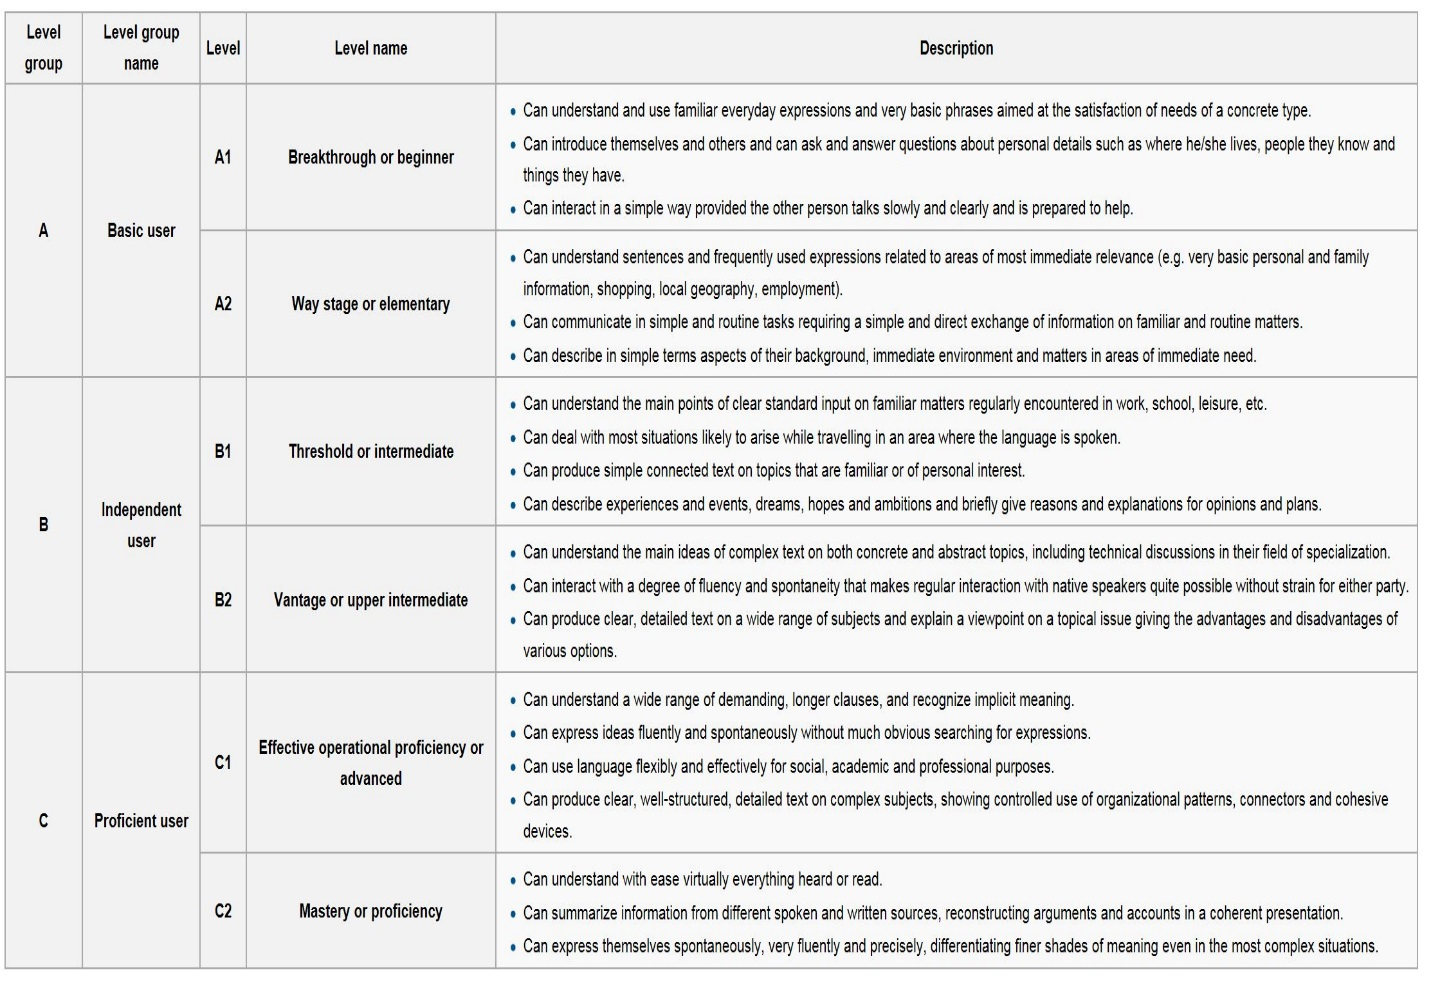 Level group
Level group name
Level
Level name
Description
A
Basic user
A1
Breakthrough or beginner
Can understand and use familiar everyday expressions and very basic phrases aimed at the satisfaction of needs of a concrete type.
Can introduce themselves and others and can ask and answer questions about personal details such as where he/she lives, people they know and
things they have.
Can interact in a simple way provided the other person talks slowly and clearly and is prepared to help.
A2
Way stage or elementary
Can understand sentences and frequently used expressions related to areas of most immediate relevance (e.g. very basic personal and family
information, shopping, local geography, employment).
Can communicate in simple and routine tasks requiring a simple and direct exchange of information on familiar and routine matters.
Can describe in simple terms aspects of their background, immediate environment and matters in areas of immediate need.
B
Independent
user
B1
Threshold or intermediate
Can understand the main points of clear standard input on familiar matters regularly encountered in work, school, leisure, etc.
Can deal with most situations likely to arise while travelling in an area where the language is spoken.
Can produce simple connected text on topics that are familiar or of personal interest.
Can describe experiences and events, dreams, hopes and ambitions and briefly give reasons and explanations for opinions and plans.
B2
Vantage or upper intermediate
Can understand the main ideas of complex text on both concrete and abstract topics, including technical discussions in their field of specialization.
Can interact with a degree of fluency and spontaneity that makes regular interaction with native speakers quite possible without strain for either party.
Can produce clear, detailed text on a wide range of subjects and explain a viewpoint on a topical issue giving the advantages and disadvantages of
various options.
C
Proficient user
C1
Effective operational proficiency or
advanced
Can understand a wide range of demanding, longer clauses, and recognize implicit meaning.
Can express ideas fluently and spontaneously without much obvious searching for expressions.
Can use language flexibly and effectively for social, academic and professional purposes.
Can produce clear, well-structured, detailed text on complex subjects, showing controlled use of organizational patterns, connectors and cohesive
devices.
C2
Mastery or proficiency
Can understand with ease virtually everything heard or read.
Can summarize information from different spoken and written sources, reconstructing arguments and accounts in a coherent presentation.
Can express themselves spontaneously, very fluently and precisely, differentiating finer shades of meaning even in the most complex situations.